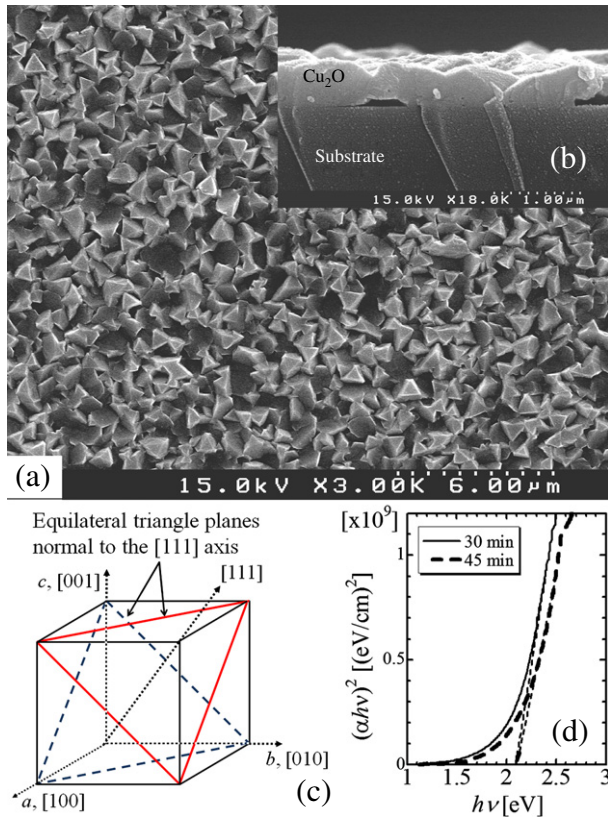 Cu₂O
Substrate
(b)
15.0kV X18.0K 1.00μm
(a)
15.0kV X3.00K 6.00μm
Equilateral triangle planes
normal to the [111] axis
c, [001]
[111]
b, [010]
a, [100]
(c)
[x10⁹]
1
0.5
0
(αhν)² [(eV/cm)²]
30 min
45 min
(d)
1 1.5 2 2.5 3
hν [eV]